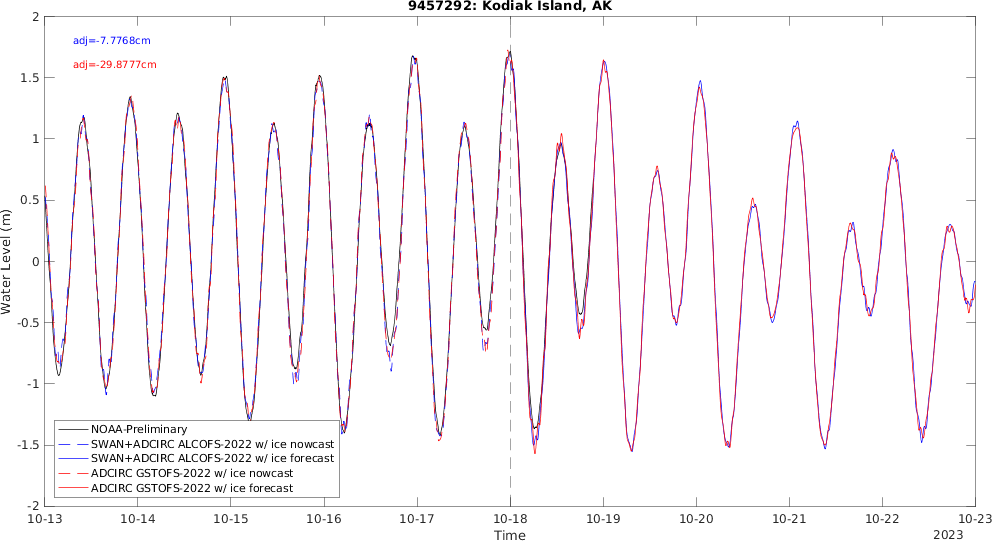 9457292: Kodiak Island, AK
adj=-7.7768cm
adj=-29.8777cm
2
1.5
1
0.5
0
-0.5
-1
-1.5
-2
Water Level (m)
NOAA-Preliminary
SWAN+ADCIRC ALCOFS-2022 w/ ice nowcast
SWAN+ADCIRC ALCOFS-2022 w/ ice forecast
ADCIRC GSTOFS-2022 w/ ice nowcast
ADCIRC GSTOFS-2022 w/ ice forecast
10-13 10-14 10-15 10-16 10-17 10-18 10-19 10-20 10-21 10-22 10-23
Time
2023